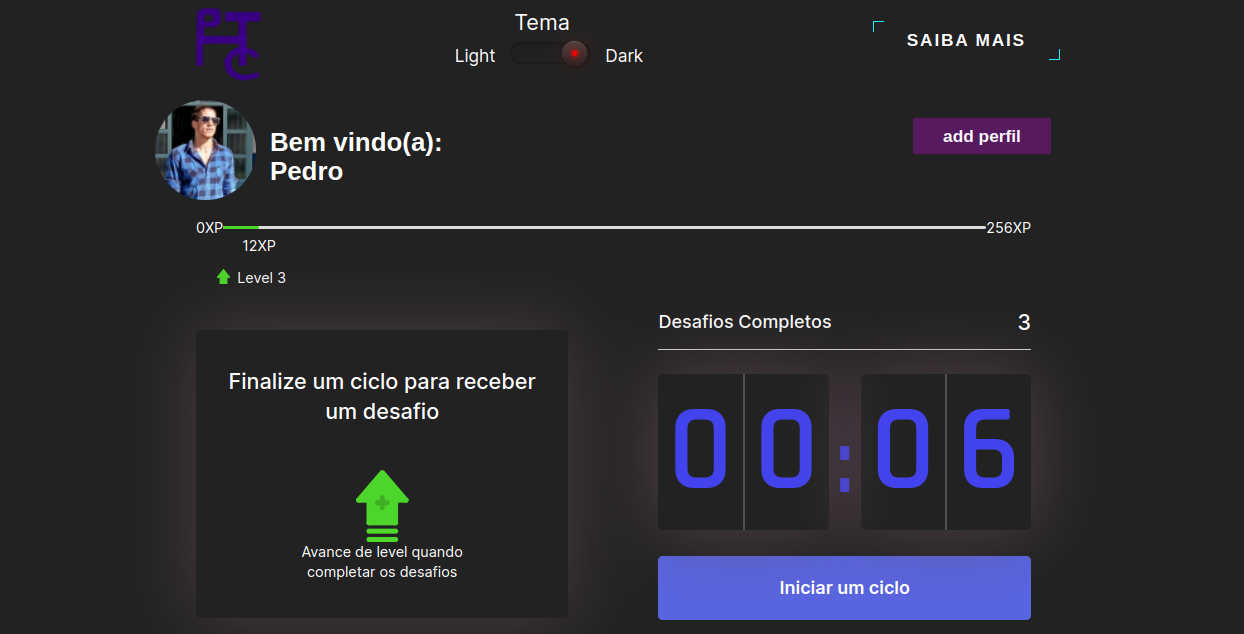 PTC
Tema
Light
Dark
SAIBA MAIS
Bem vindo(a):
Pedro
add perfil
0XP
256XP
12XP
Level 3
Desafios Completos
3
Finalize um ciclo para receber
um desafio
00:06
Avance de level quando
completar os desafios
Iniciar um ciclo